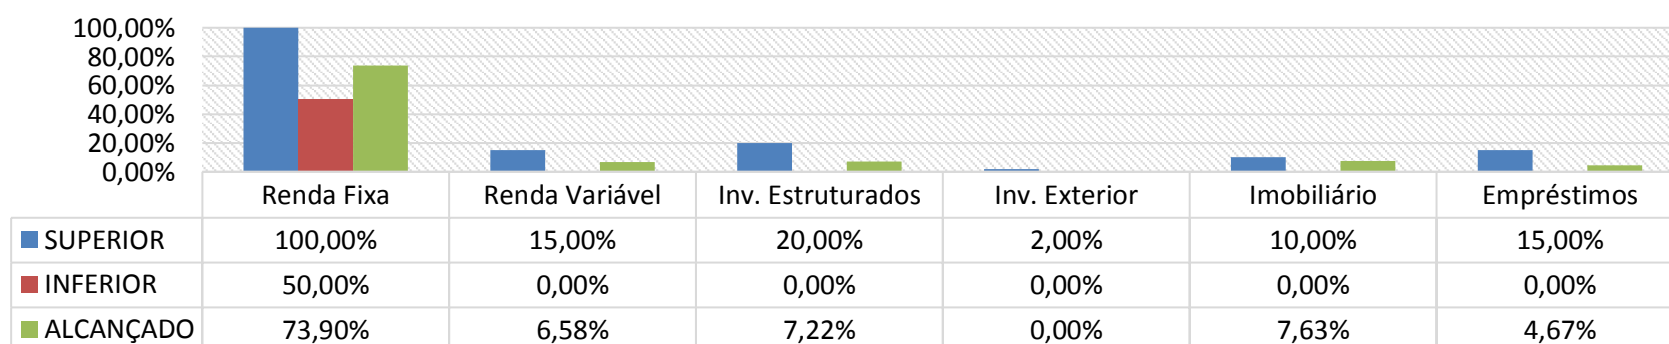 100,00%
80,00%
60,00%
40,00%
20,00%
0,00%
Renda Fixa Renda Variável Inv. Estruturados Inv. Exterior Imobiliário Empréstimos
SUPERIOR 100,00% 15,00% 20,00% 2,00% 10,00% 15,00%
INFERIOR 50,00% 0,00% 0,00% 0,00% 0,00% 0,00%
ALCANÇADO 73,90% 6,58% 7,22% 0,00% 7,63% 4,67%